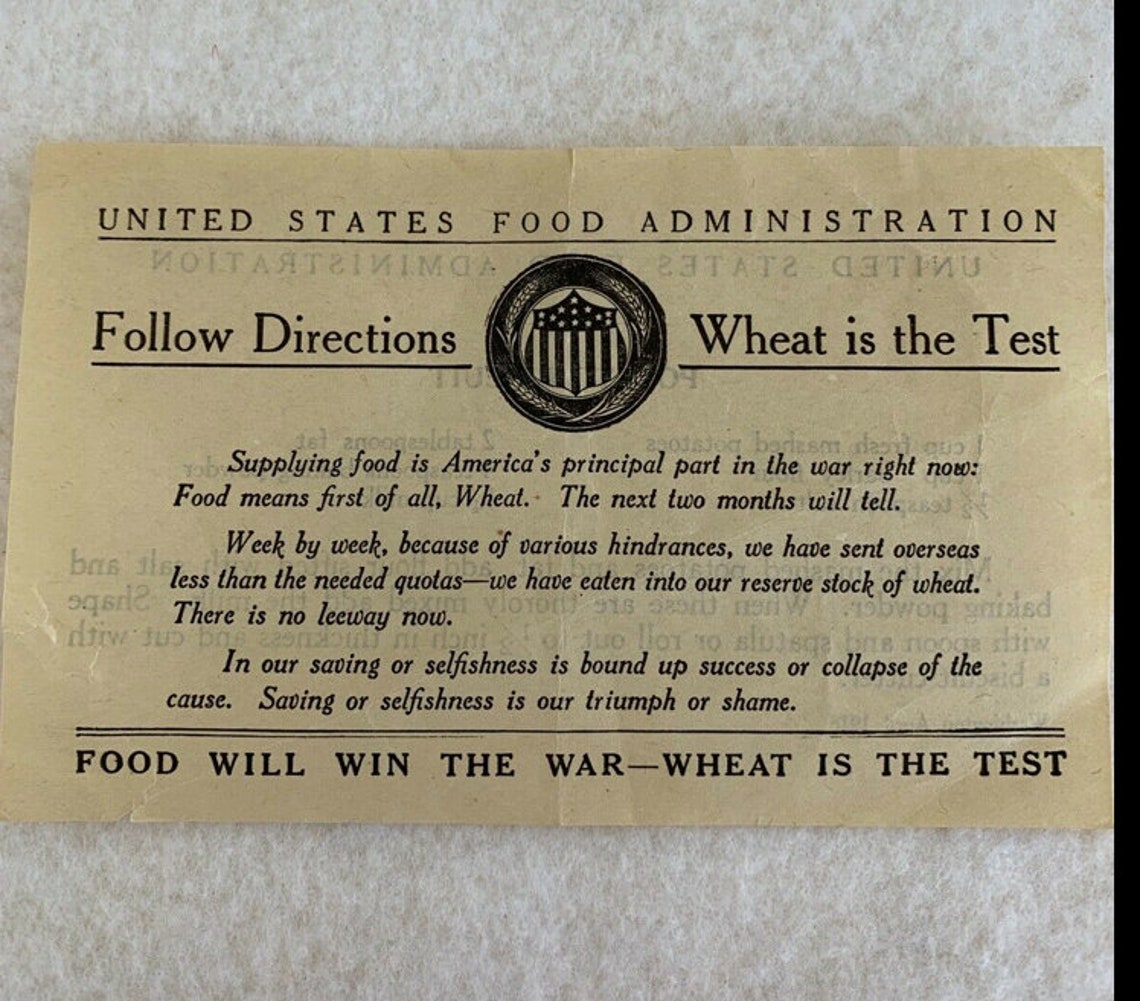 UNITED STATES FOOD ADMINISTRATION
Follow Directions Wheat is the Test
Supplying food is America's principal part in the war right now:
Food means first of all, Wheat. The next two months will tell.
Week by week, because of various hindrances, we have sent overseas
less than the needed quotas—we have eaten into our reserve stock of wheat.
There is no leeway now.
In our saving or selfishness is bound up success or collapse of the
cause. Saving or selfishness is our triumph or shame.
FOOD WILL WIN THE WAR—WHEAT IS THE TEST